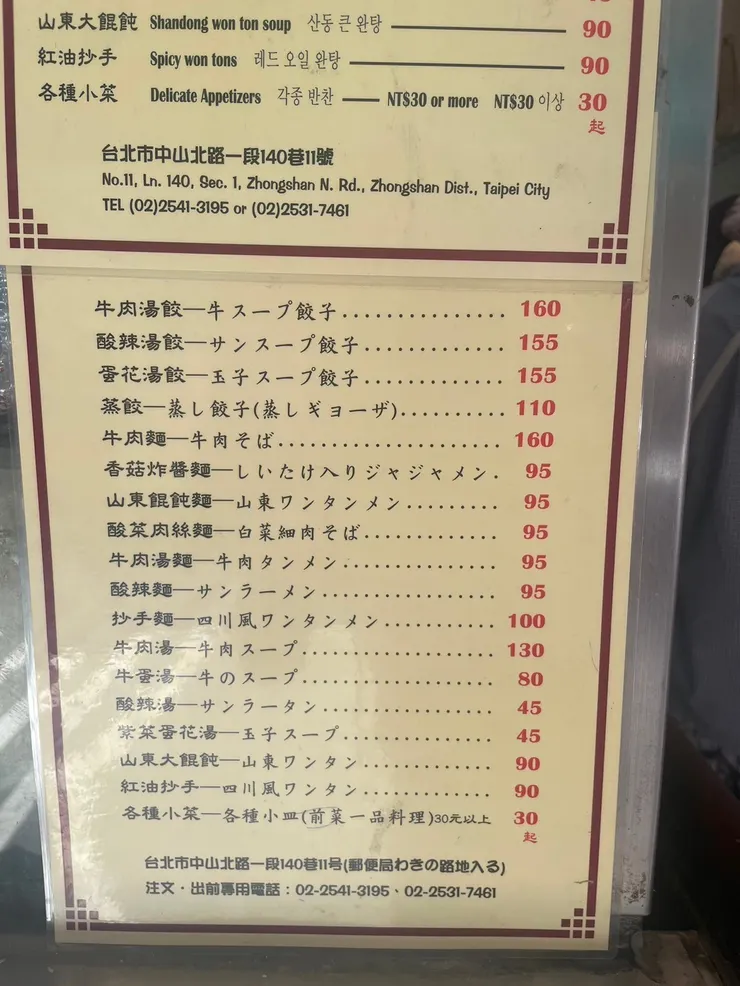 山東大餛飩 Shandong won ton soup 산동 큰 완탕 90
紅油抄手 Spicy won tons 레드 오일 완탕 90
各種小菜 Delicate Appetizers 각종 반찬 NT$30 or more NT$30 이상 30
起
台北市中山北路一段140巷11號
No.11, Ln. 140, Sec. 1, Zhongshan N. Rd., Zhongshan Dist., Taipei City
TEL (02)2541-3195 or (02)2531-7461
牛肉湯餃—牛スープ餃子............... 160
酸辣湯餃—サンスープ餃子............. 155
蛋花湯餃—玉子スープ餃子............. 155
蒸餃—蒸し餃子(蒸しギョーザ).......... 110
牛肉麵—牛肉そば..................... 160
香菇炸醬麵—しいたけ入りジャジャメン. 95
山東餛飩麵—山東ワンタンメン......... 95
酸菜肉絲麵—白菜細肉そば............. 95
牛肉湯麵—牛肉タンメン............... 95
酸辣麵—サンラーメン................. 95
抄手麵—四川風ワンタンメン........... 100
牛肉湯—牛肉スープ................... 130
牛蛋湯—牛のスープ................... 80
酸辣湯—サンラータン................. 45
紫菜蛋花湯—玉子スープ............... 45
山東大餛飩—山東ワンタン............. 90
紅油抄手—四川風ワンタン............. 90
各種小菜—各種小皿(前菜一品料理)30元以上 30
起
台北市中山北路一段140巷11号(郵便局わきの路地入る)
注文・出前專用電話：02-2541-3195、02-2531-7461